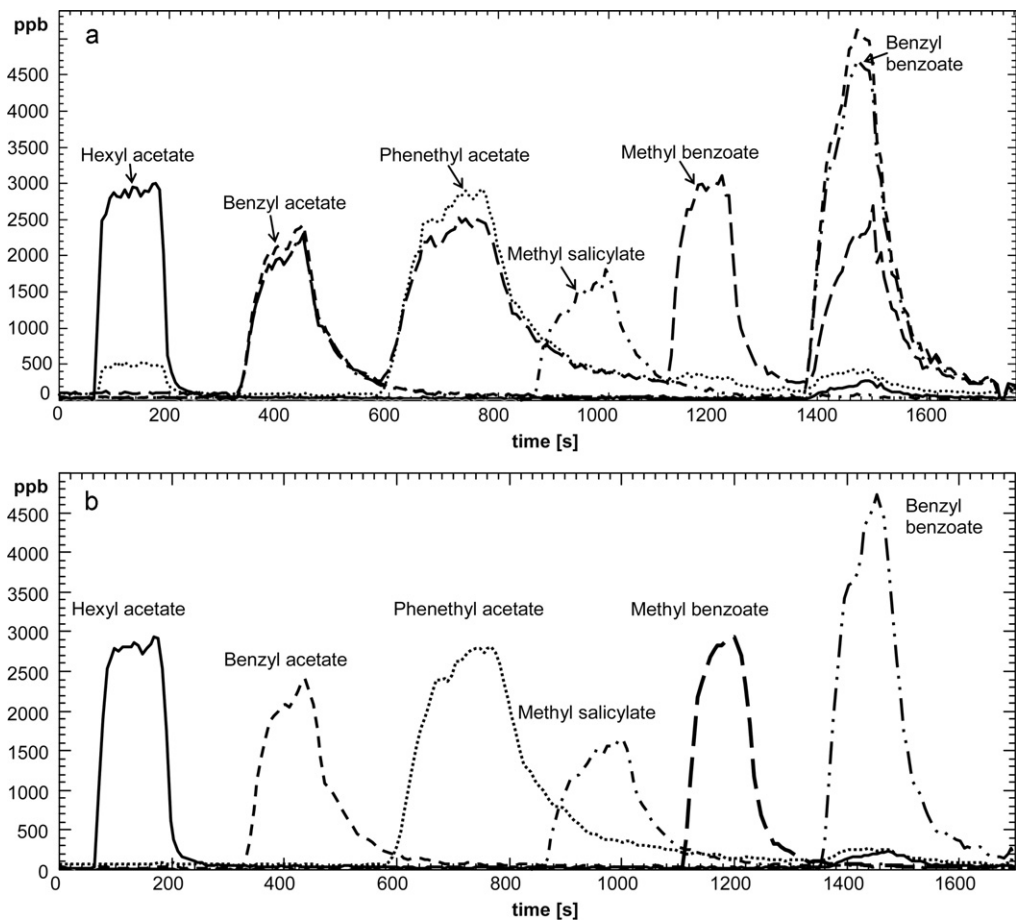 ppb
a
4500
4000
3500
3000
2500
2000
1500
1000
500
0
Hexyl acetate
Benzyl acetate
Phenethyl acetate
Methyl salicylate
Methyl benzoate
Benzyl
benzoate
0 200 400 600 800 1000 1200 1400 1600
time [s]
ppb
b
4500
4000
3500
3000
2500
2000
1500
1000
500
0
Hexyl acetate
Benzyl acetate
Phenethyl acetate
Methyl salicylate
Methyl benzoate
Benzyl
benzoate
0 200 400 600 800 1000 1200 1400 1600
time [s]